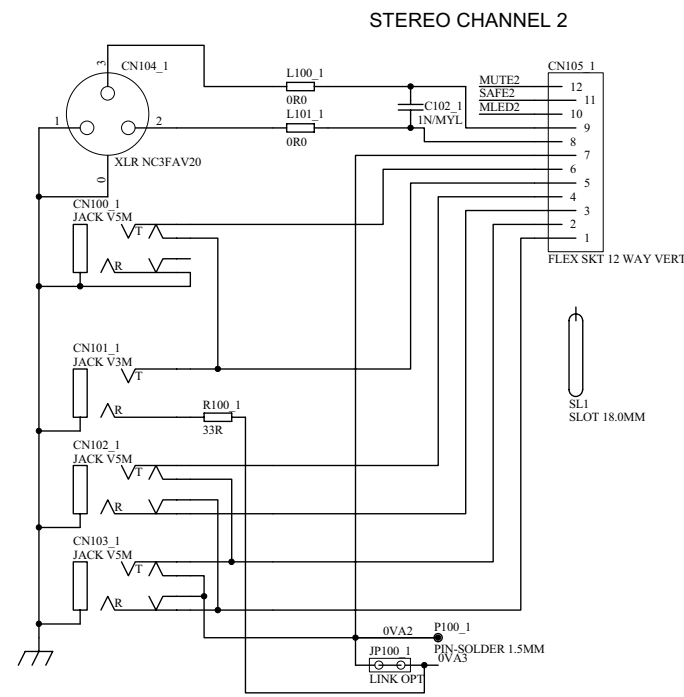 STEREO CHANNEL 2
CN104_1
3
1
2
0
XLR NC3FAV20
L100_1
0R0
L101_1
0R0
C102_1
1N/MYL
CN105_1
MUTE2
SAFE2
MLED2
12
11
10
9
8
7
6
5
4
3
2
1
FLEX SKT 12 WAY VERT
CN100_1
JACK V5M
T
R
CN101_1
JACK V3M
T
R
R100_1
33R
SL1
SLOT 18.0MM
CN102_1
JACK V5M
T
R
CN103_1
JACK V5M
T
R
0VA2
P100_1
PIN-SOLDER 1.5MM
0VA3
JP100_1
LINK OPT